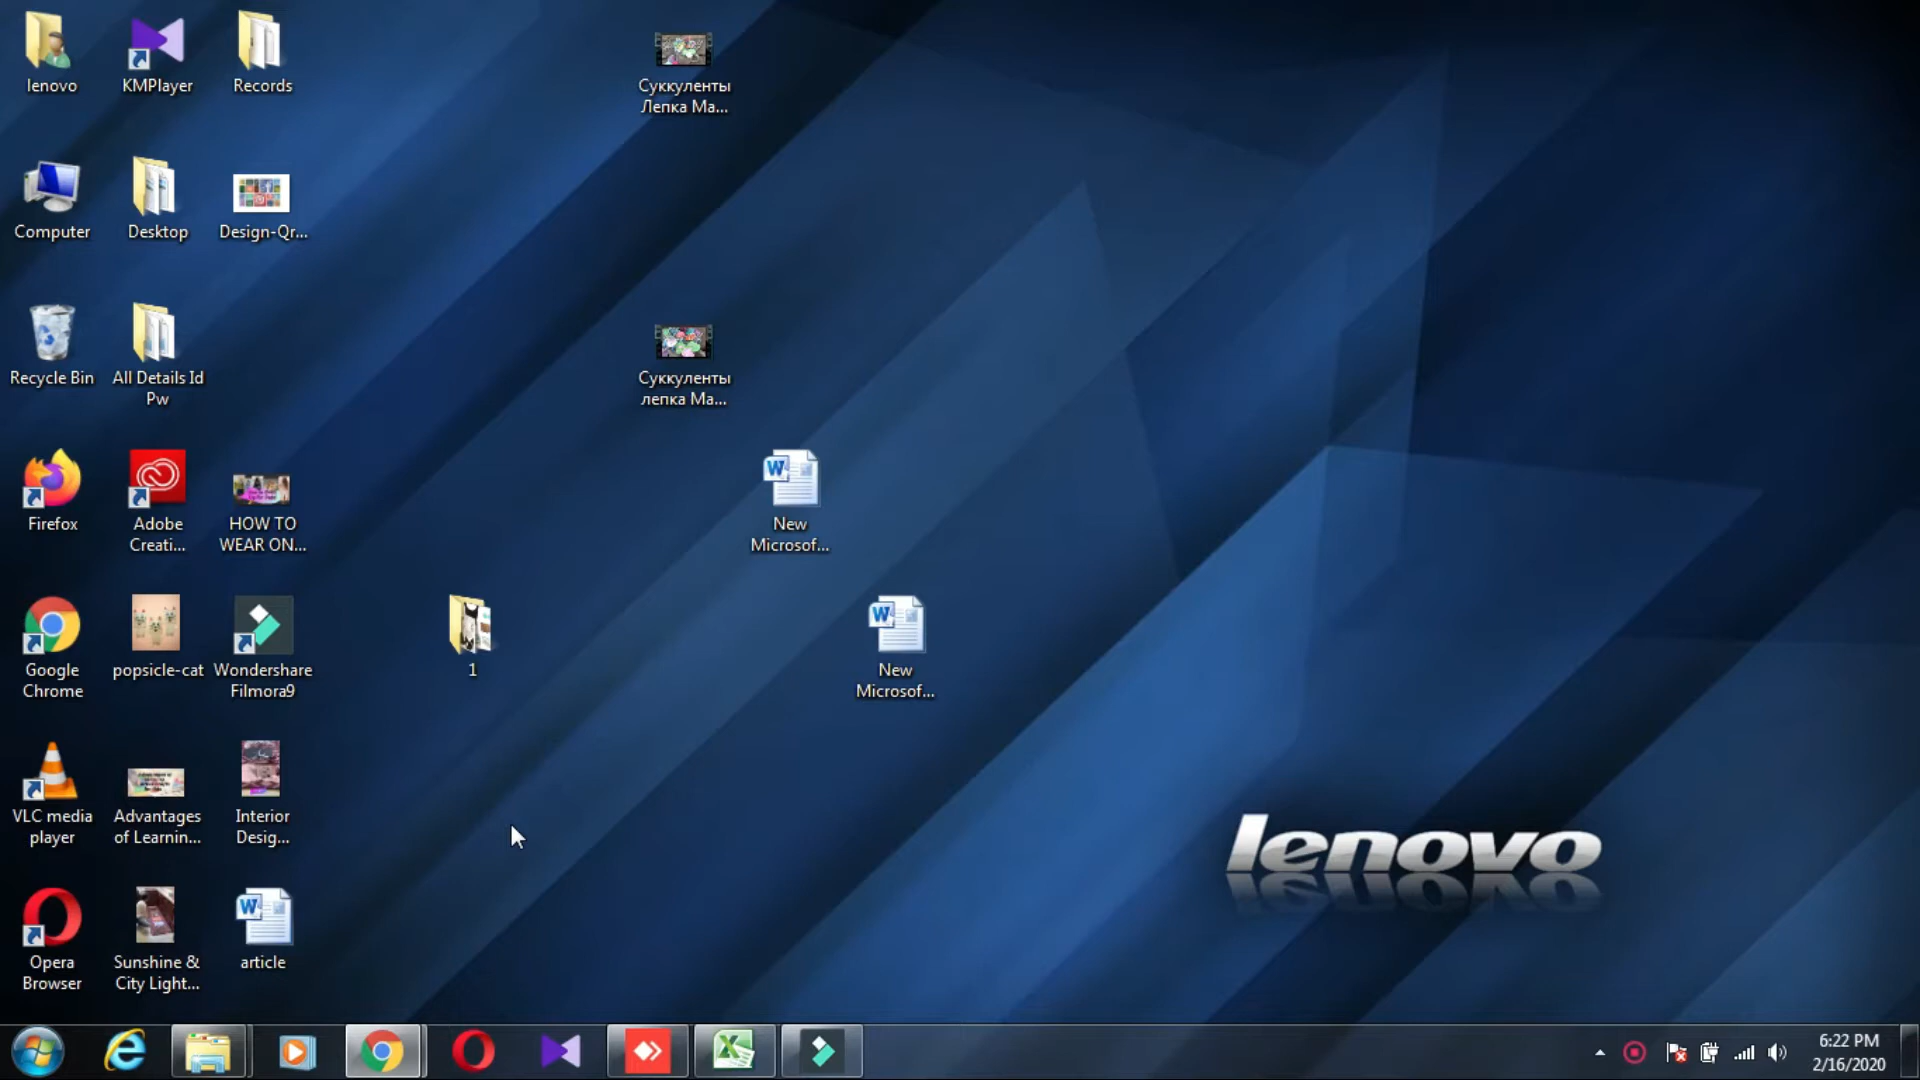 lenovo
KMPlayer
Records
Суккуленты
Лепка Ма...
Computer
Desktop
Design-Qr...
Recycle Bin
All Details Id
Pw
Суккуленты
лепка Ма...
Firefox
Adobe
Creati...
HOW TO
WEAR ON...
New
Microsof...
Google
Chrome
popsicle-cat
Wondershare
Filmora9
1
New
Microsof...
VLC media
player
Advantages
of Learnin...
Interior
Desig...
lenovo
Opera
Browser
Sunshine &
City Light...
article
6:22 PM
2/16/2020